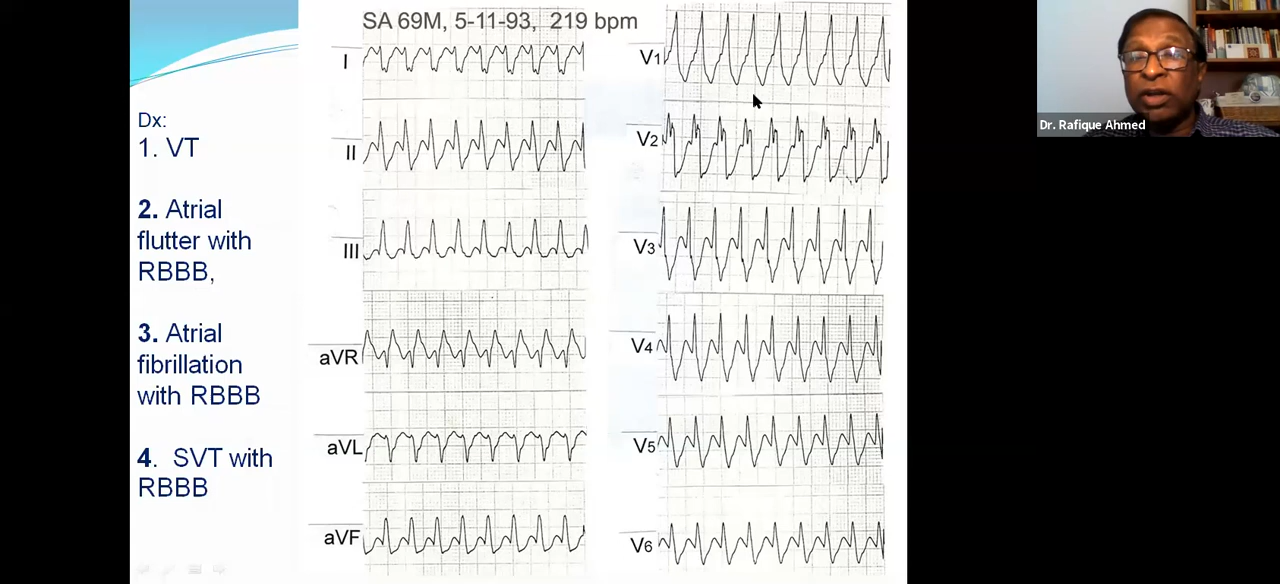 SA 69M, 5-11-93, 219 bpm
Dx:
1. VT
2. Atrial
flutter with
RBBB,
3. Atrial
fibrillation
with RBBB
4. SVT with
RBBB
I
II
III
aVR
aVL
aVF
V1
V2
V3
V4
V5
V6
Dr. Rafique Ahmed